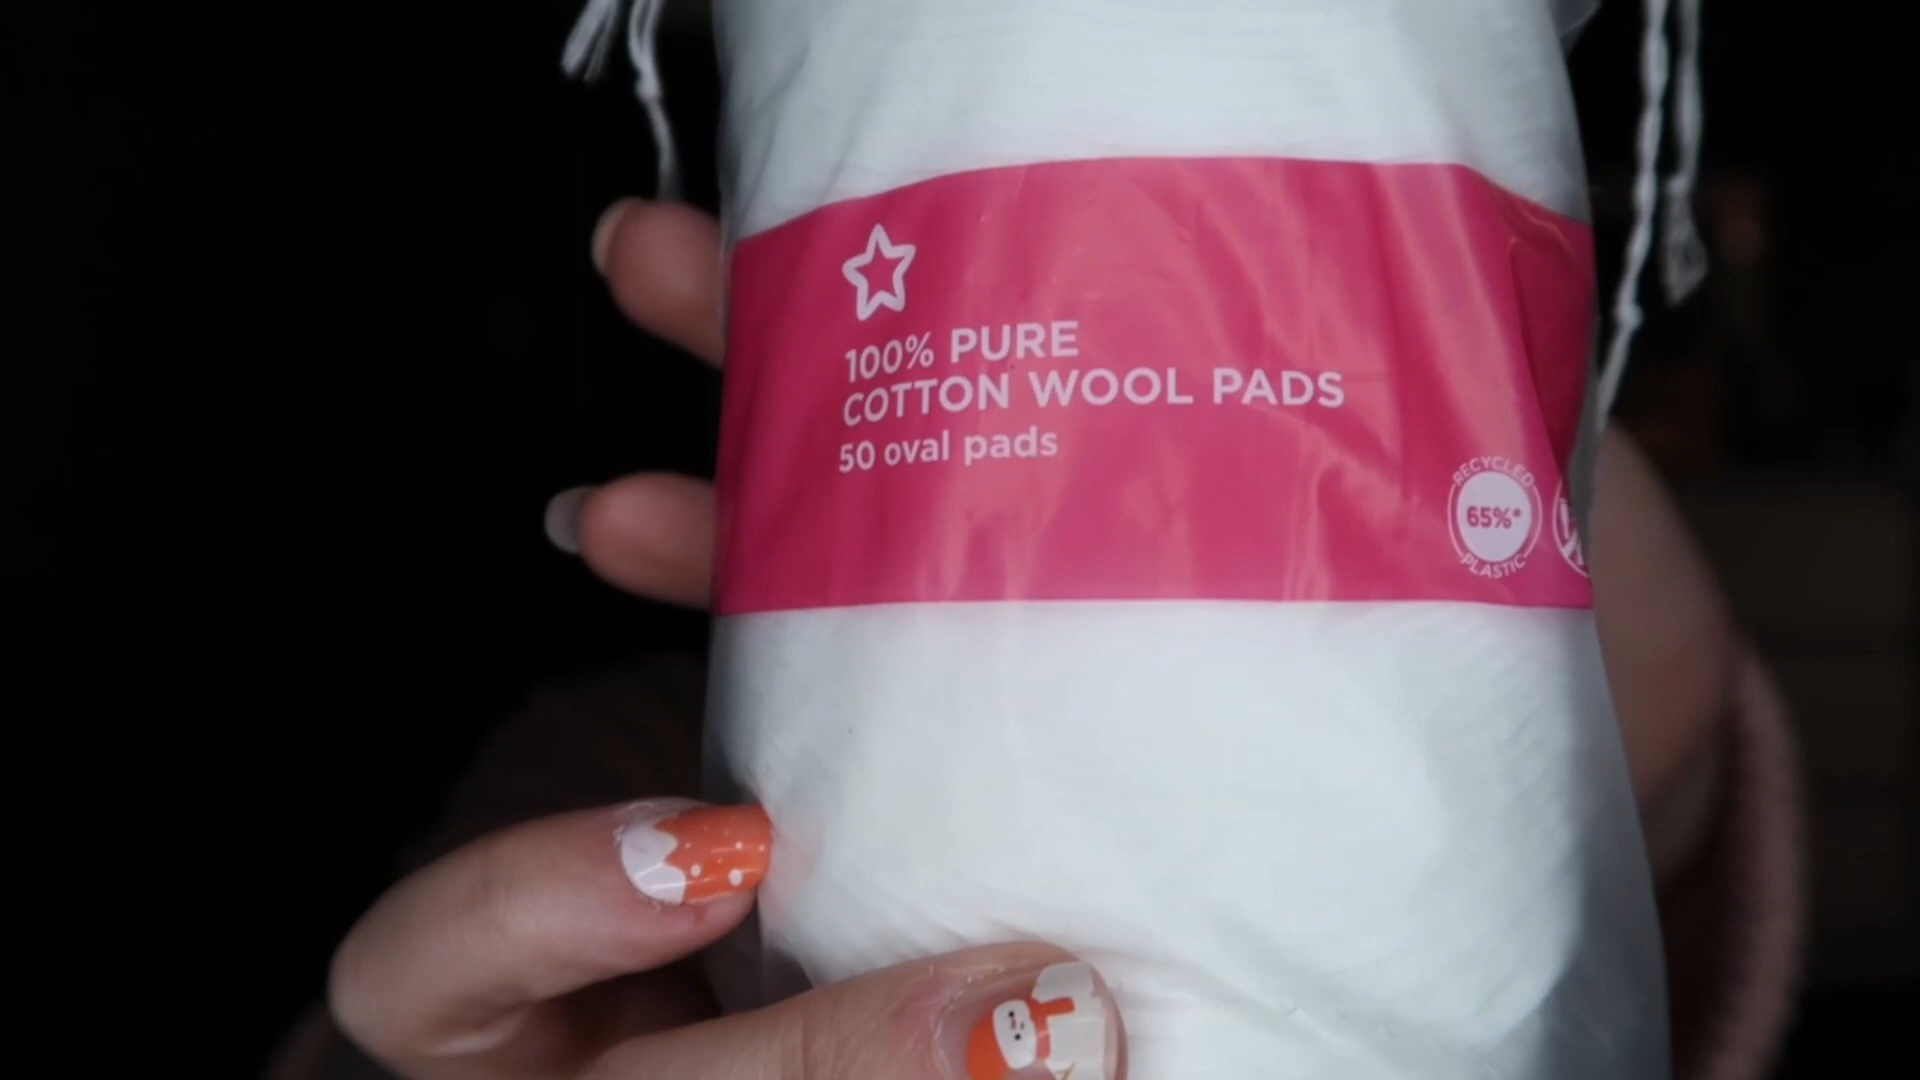 100% PURE
COTTON WOOL PADS
50 oval pads
RECYCLED
65%*
PLASTIC